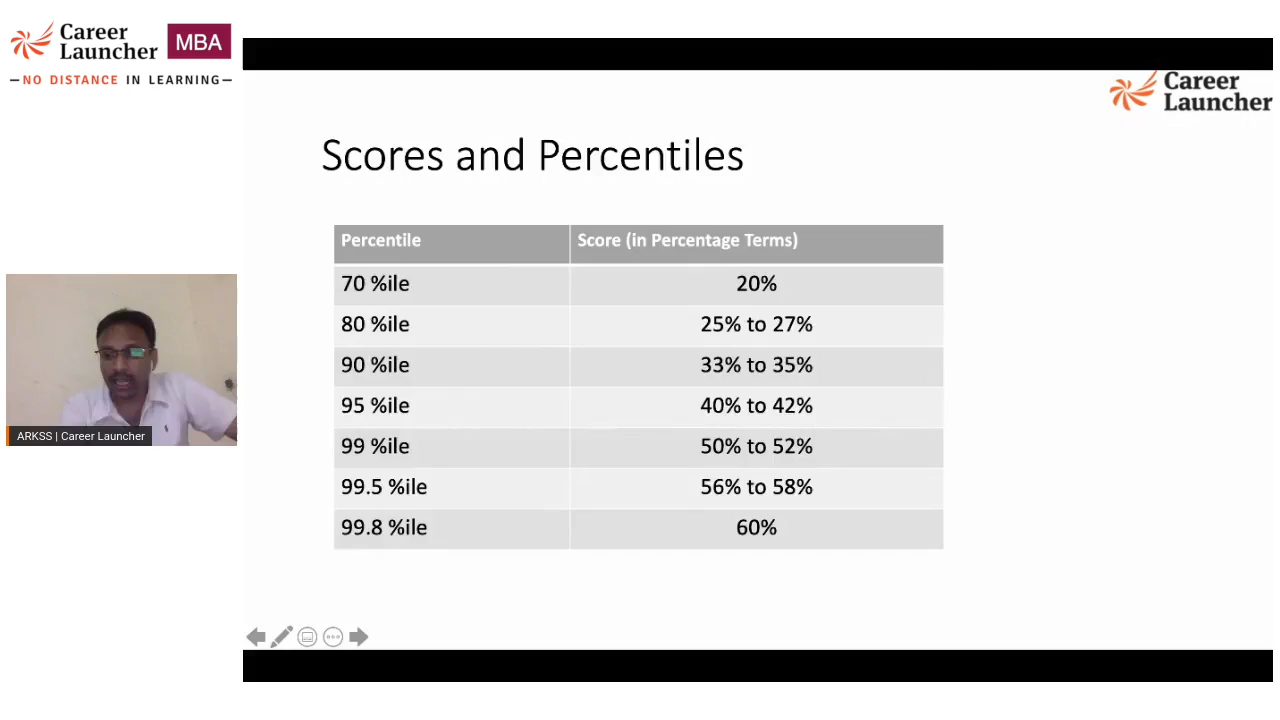 Career
Launcher
MBA
—NO DISTANCE IN LEARNING—
Career
Launcher
Scores and Percentiles
Percentile Score (in Percentage Terms)
70 %ile 20%
80 %ile 25% to 27%
90 %ile 33% to 35%
95 %ile 40% to 42%
99 %ile 50% to 52%
99.5 %ile 56% to 58%
99.8 %ile 60%
ARKSS | Career Launcher